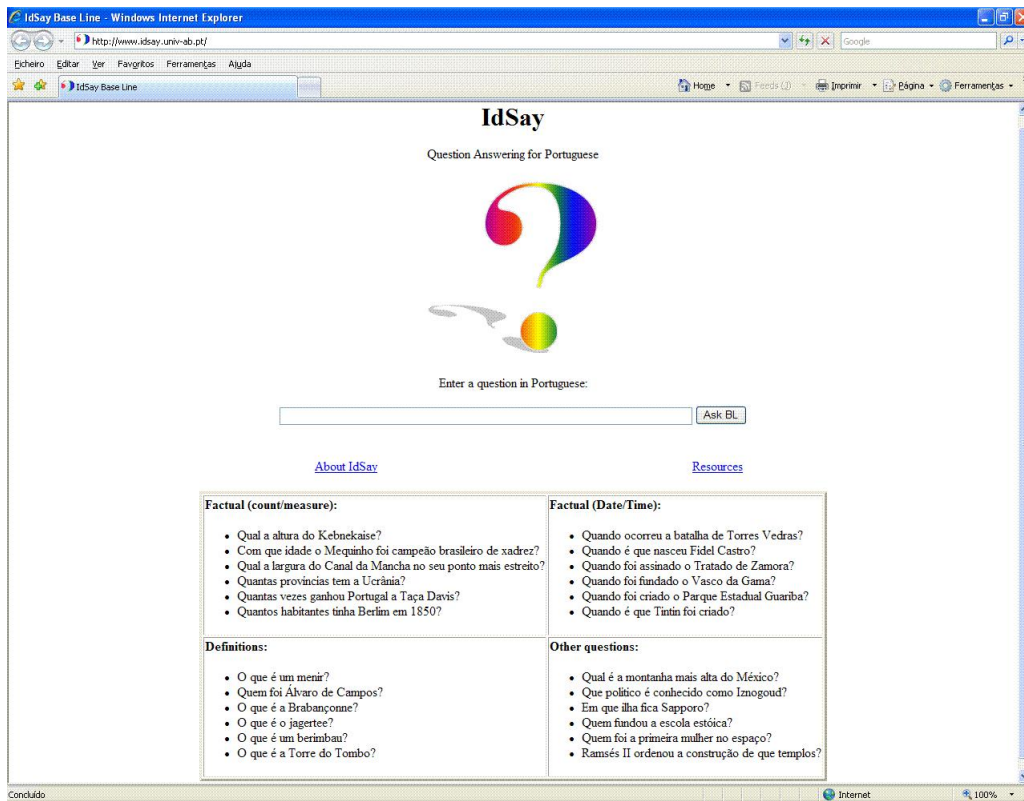 IdSay Base Line - Windows Internet Explorer
http://www.idsay.univ-ab.pt/
Google
Ficheiro Editar Ver Favoritos Ferramentas Ajuda
IdSay Base Line
Home Feeds (J) Imprimir Página Ferramentas
IdSay
Question Answering for Portuguese
?
Enter a question in Portuguese:
Ask BL
About IdSay Resources
Factual (count/measure):
• Qual a altura do Kebnekaise?
• Com que idade o Mequinho foi campeão brasileiro de xadrez?
• Qual a largura do Canal da Mancha no seu ponto mais estreito?
• Quantas provincias tem a Ucrânia?
• Quantas vezes ganhou Portugal a Taça Davis?
• Quantos habitantes tinha Berlim em 1850?
Factual (Date/Time):
• Quando ocorreu a batalha de Torres Vedras?
• Quando é que nasceu Fidel Castro?
• Quando foi assinado o Tratado de Zamora?
• Quando foi fundado o Vasco da Gama?
• Quando foi criado o Parque Estadual Guariba?
• Quando é que Tintin foi criado?
Definitions:
• O que é um menir?
• Quem foi Álvaro de Campos?
• O que é a Brabançonne?
• O que é o jagertee?
• O que é um berimbau?
• O que é a Torre do Tombo?
Other questions:
• Qual é a montanha mais alta do México?
• Que politico é conhecido como Iznogoud?
• Em que ilha fica Sapporo?
• Quem fundou a escola estóica?
• Quem foi a primeira mulher no espaço?
• Ramsés II ordenou a construção de que templos?
Concluído Internet 100%